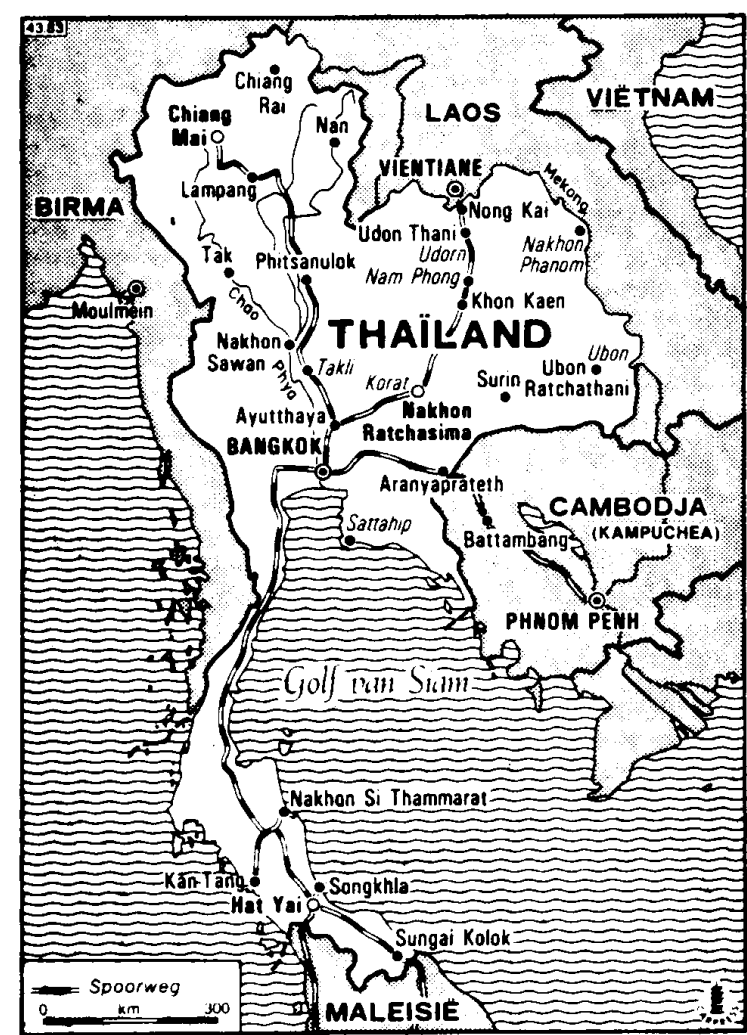 43.83
Chiang
Rai
Chiang
Mai
Nan
LAOS
VIËTNAM
VIENTIANE
Lampang
Mekong
BIRMA
Nong Kai
Udon Thani
Udorn
Nakhon
Phanom
Tak
Phitsanulok
Nam Phong
Moulmein
Chao
Khon Kaen
THAÏLAND
Nakhon
Sawan
Phya
Takli
Korat
Surin
Ubon
Ubon
Ratchathani
Ayutthaya
Nakhon
Ratchasima
BANGKOK
Aranyaprateth
CAMBODJA
(KAMPUCHEA)
Sattahip
Battambang
PHNOM PENH
Golf van Siam
Nakhon Si Thammarat
Kan Tang
Songkhla
Hat Yai
Sungai Kolok
Spoorweg
0 km 300
MALEISIË